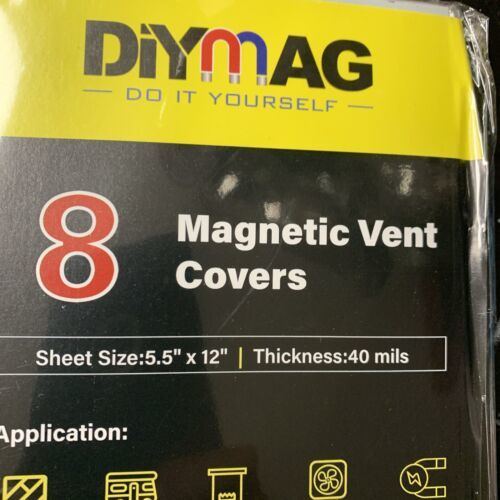 DiYMAG
DO IT YOURSELF
8
Magnetic Vent
Covers
Sheet Size:5.5" x 12" | Thickness:40 mils
Application: